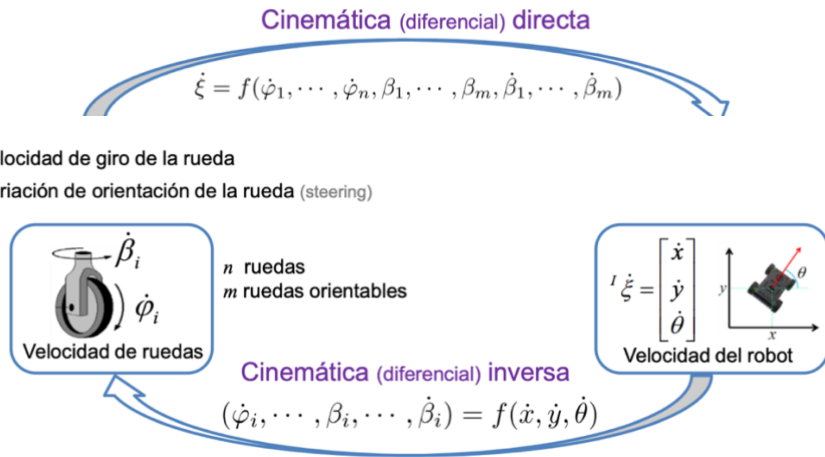 Cinemática (diferencial) directa
ξ̇ = f(φ̇₁, ⋯ , φ̇ₙ, β₁, ⋯ , βₘ, β̇₁, ⋯ , β̇ₘ)
locidad de giro de la rueda
riación de orientación de la rueda (steering)
β̇ᵢ
φ̇ᵢ
Velocidad de ruedas
n ruedas
m ruedas orientables
ᴵξ̇ = [ẋ ẏ θ̇]
y
x
θ
Velocidad del robot
Cinemática (diferencial) inversa
(φ̇ᵢ, ⋯ , βᵢ, ⋯ , β̇ᵢ) = f(ẋ, ẏ, θ̇)